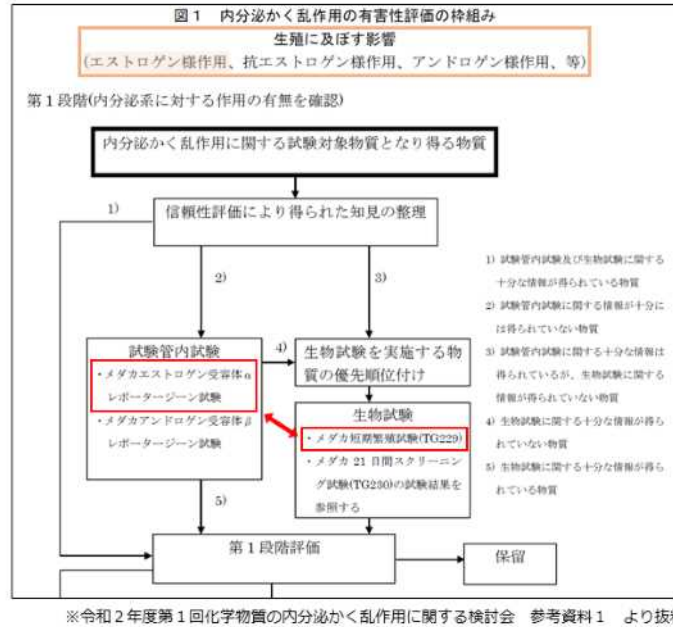 図１　内分泌かく乱作用の有害性評価の枠組み
生殖に及ぼす影響
(エストロゲン様作用、抗エストロゲン様作用、アンドロゲン様作用、等)
第１段階(内分泌系に対する作用の有無を確認)
内分泌かく乱作用に関する試験対象物質となり得る物質
1)
信頼性評価により得られた知見の整理
2)
3)
1) 試験管内試験及び生物試験に関する
十分な情報が得られている物質
2) 試験管内試験に関する情報が十分に
は得られていない物質
3) 試験管内試験に関する十分な情報は
得られているが、生物試験に関する
情報が得られていない物質
4) 生物試験に関する十分な情報が得ら
れていない物質
5) 生物試験に関する十分な情報が得ら
れている物質
試験管内試験
・メダカエストロゲン受容体α
レポータージーン試験
・メダカアンドロゲン受容体β
レポータージーン試験
4)
生物試験を実施する物
質の優先順位付け
生物試験
・メダカ短期繁殖試験(TG229)
・メダカ 21 日間スクリーニン
グ試験(TG230)の試験結果を
参照する
5)
第１段階評価
保留
※令和２年度第１回化学物質の内分泌かく乱作用に関する検討会　参考資料１　より抜粋